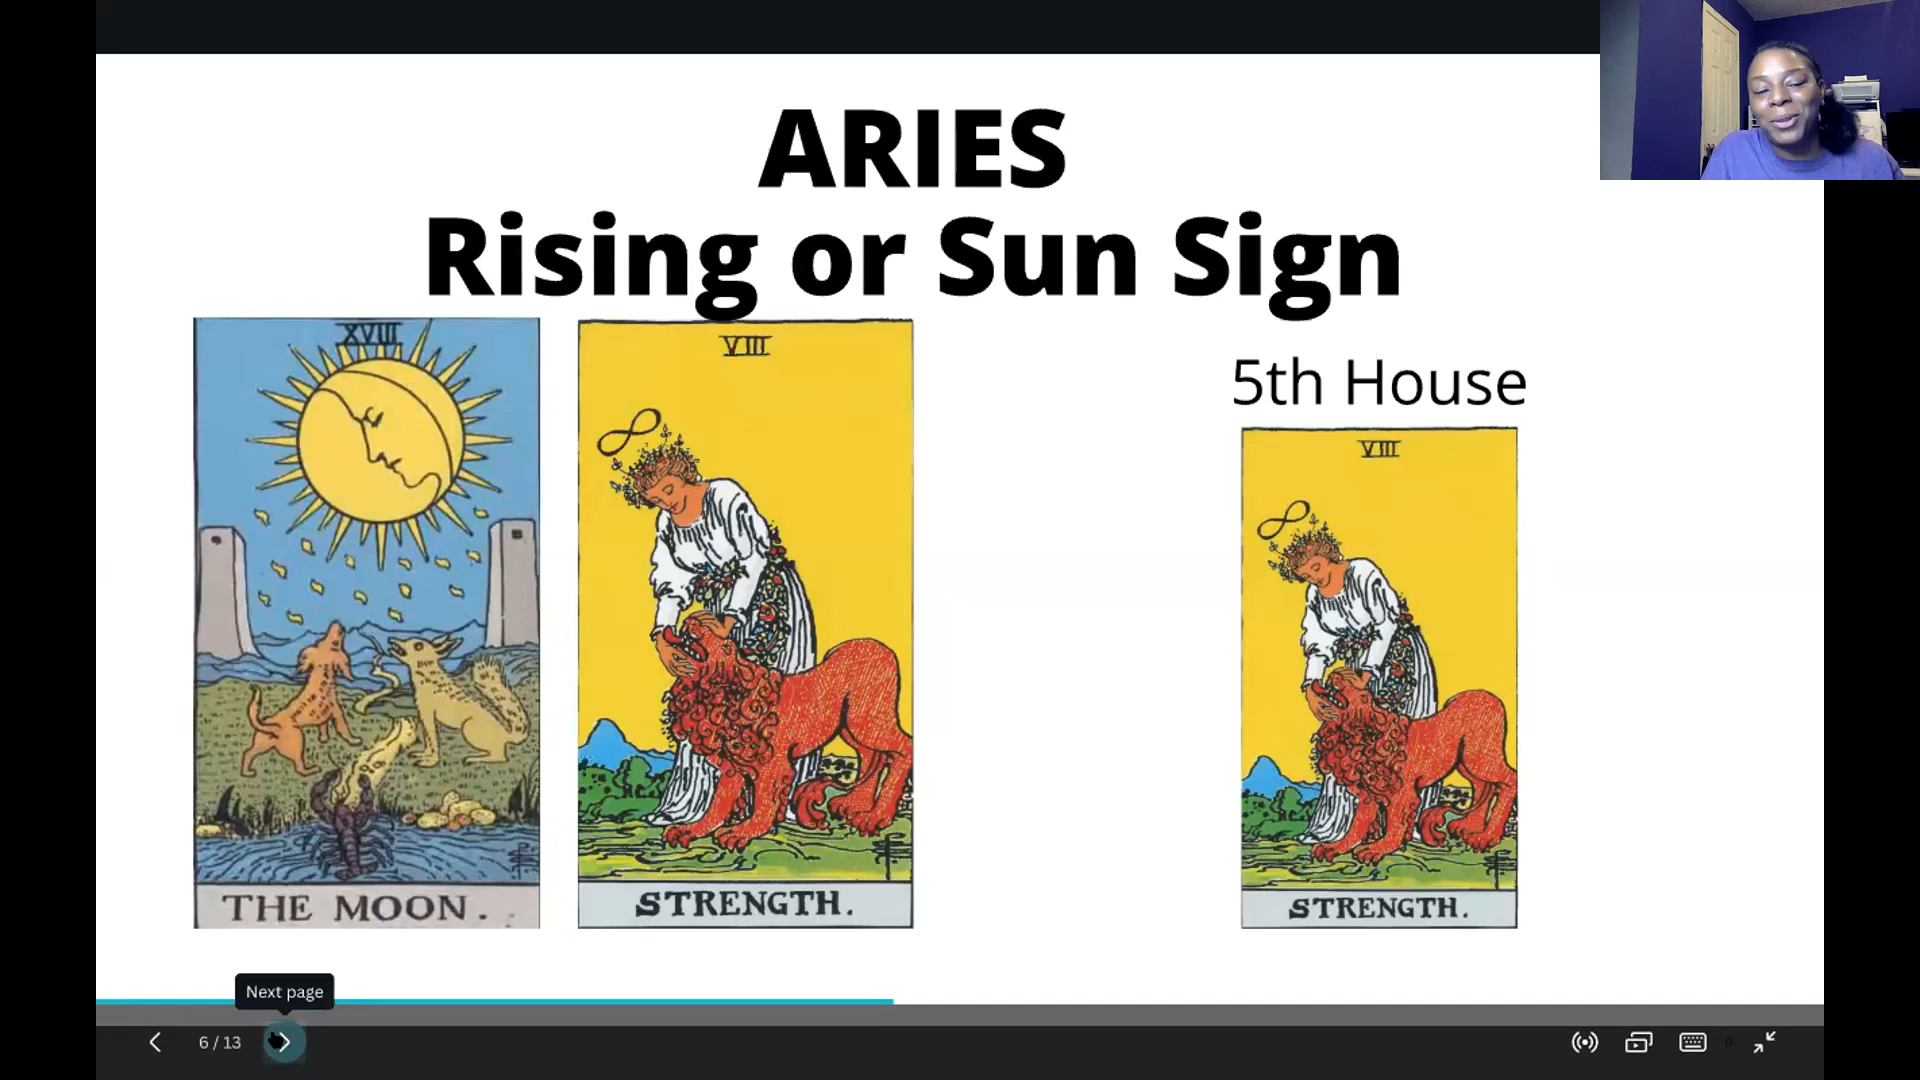 ARIES
Rising or Sun Sign
XVIII
THE MOON.
VIII
STRENGTH.
5th House
VIII
STRENGTH.
Next page
6 / 13